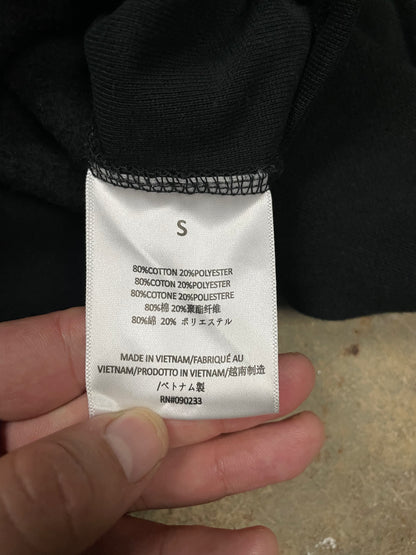 S
80%COTTON 20%POLYESTER
80%COTON 20%POLYESTER
80%COTONE 20%POLIESTERE
80%棉 20%聚酯纤维
80%綿 20% ポリエステル
MADE IN VIETNAM/FABRIQUÉ AU
VIETNAM/PRODOTTO IN VIETNAM/越南制造
/ベトナム製
RN#090233